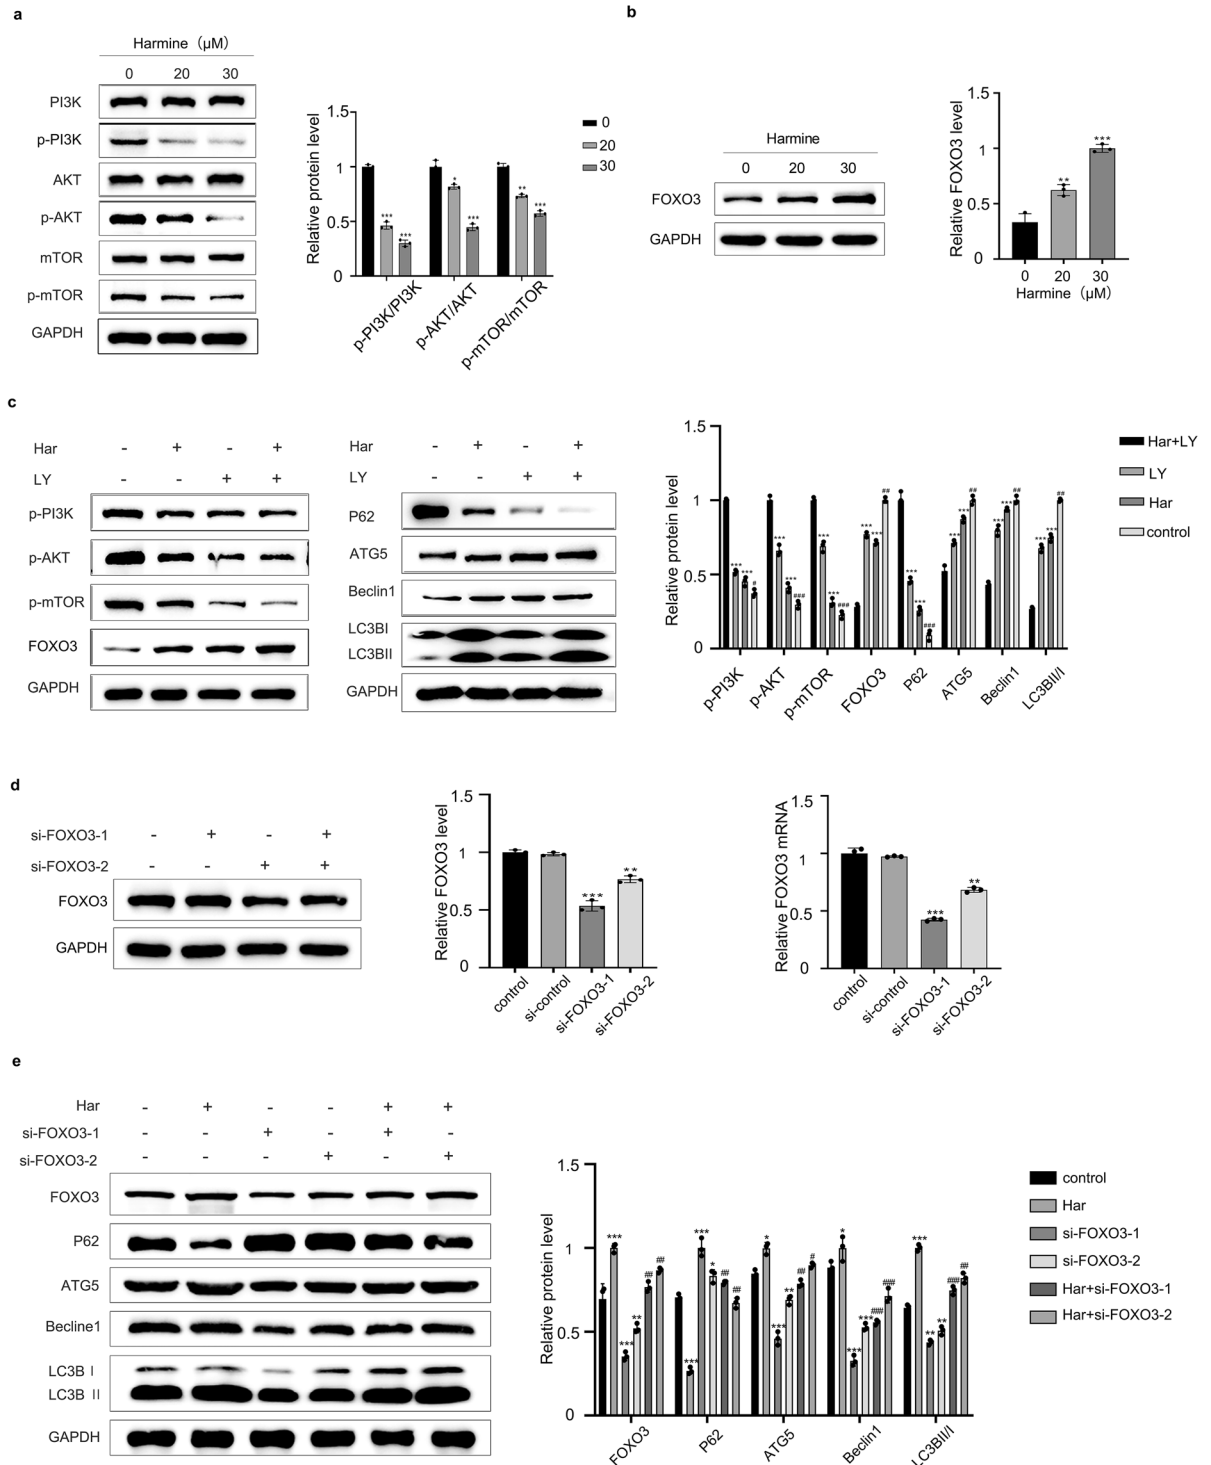 a
Harmine（μM）
0 20 30
PI3K
p-PI3K
AKT
p-AKT
mTOR
p-mTOR
GAPDH
Relative protein level
1.5
1
0.5
0
*** *** * *** ** ***
p-PI3K/PI3K
p-AKT/AKT
p-mTOR/mTOR
0
20
30
b
Harmine
0 20 30
FOXO3
GAPDH
Relative FOXO3 level
1.5
1
0.5
0
** ***
0 20 30
Harmine（μM）
c
Har - + - +
LY - - + +
p-PI3K
p-AKT
p-mTOR
FOXO3
GAPDH
Har - + - +
LY - - + +
P62
ATG5
Beclin1
LC3BI
LC3BII
GAPDH
Relative protein level
1.5
1
0.5
0
*** *** # *** *** ### *** *** ### *** *** ## *** *** ### *** *** ## *** *** ## *** *** ##
p-PI3K
p-AKT
p-mTOR
FOXO3
P62
ATG5
Beclin1
LC3BII/I
Har+LY
LY
Har
control
d
si-FOXO3-1 - + - +
si-FOXO3-2 - - + +
FOXO3
GAPDH
Relative FOXO3 level
1.5
1
0.5
0
*** **
control
si-control
si-FOXO3-1
si-FOXO3-2
Relative FOXO3 mRNA
1.5
1
0.5
0
*** **
control
si-control
si-FOXO3-1
si-FOXO3-2
e
Har - + - - + +
si-FOXO3-1 - - + - + -
si-FOXO3-2 - - - + - +
FOXO3
P62
ATG5
Becline1
LC3B I
LC3B II
GAPDH
Relative protein level
1.5
1
0.5
0
*** *** ** ## ## *** *** * ## ## * *** ** ## # * *** *** ### ### *** ** ** ### ##
FOXO3
P62
ATG5
Beclin1
LC3BII/I
control
Har
si-FOXO3-1
si-FOXO3-2
Har+si-FOXO3-1
Har+si-FOXO3-2